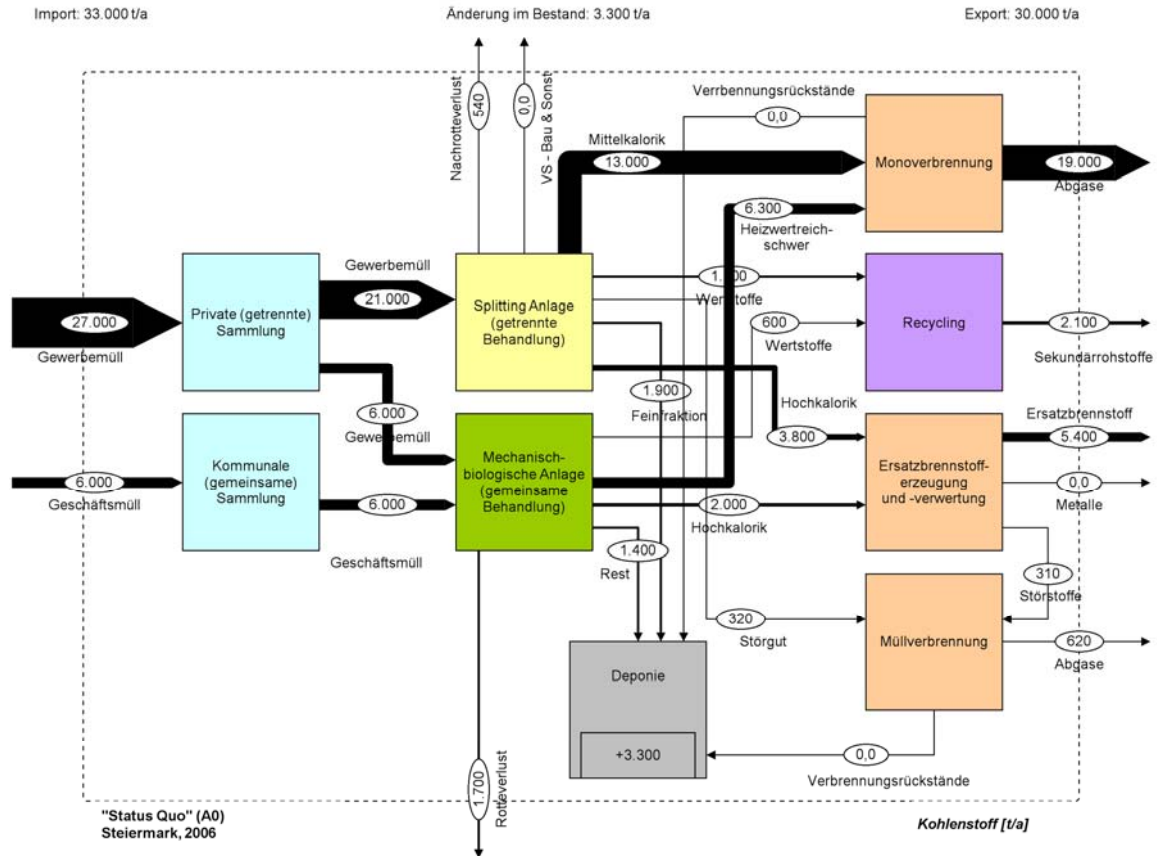 Import: 33.000 t/a
Änderung im Bestand: 3.300 t/a
Export: 30.000 t/a
Nachrotteverlust
540
VS - Bau & Sonst
0,0
Verrbennungsrückstände
0,0
Mittelkalorik
13.000
Monoverbrennung
19.000
Abgase
6.300
Heizwertreich-
schwer
Gewerbemüll
21.000
27.000
Gewerbemüll
Private (getrennte)
Sammlung
Splitting Anlage
(getrennte
Behandlung)
Wertstoffe
600
Wertstoffe
Recycling
2.100
Sekundärrohstoffe
1.900
Feinfraktion
6.000
Gewerbemüll
Hochkalorik
3.800
Ersatzbrennstoff
5.400
6.000
Geschäftsmüll
Kommunale
(gemeinsame)
Sammlung
6.000
Geschäftsmüll
Mechanisch-
biologische Anlage
(gemeinsame
Behandlung)
2.000
Hochkalorik
Ersatzbrennstoff-
erzeugung
und -verwertung
0,0
Metalle
1.400
Rest
310
Störstoffe
320
Störgut
Müllverbrennung
620
Abgase
Deponie
+3.300
0,0
Verbrennungsrückstände
1.700
Rotteverlust
"Status Quo" (A0)
Steiermark, 2006
Kohlenstoff [t/a]